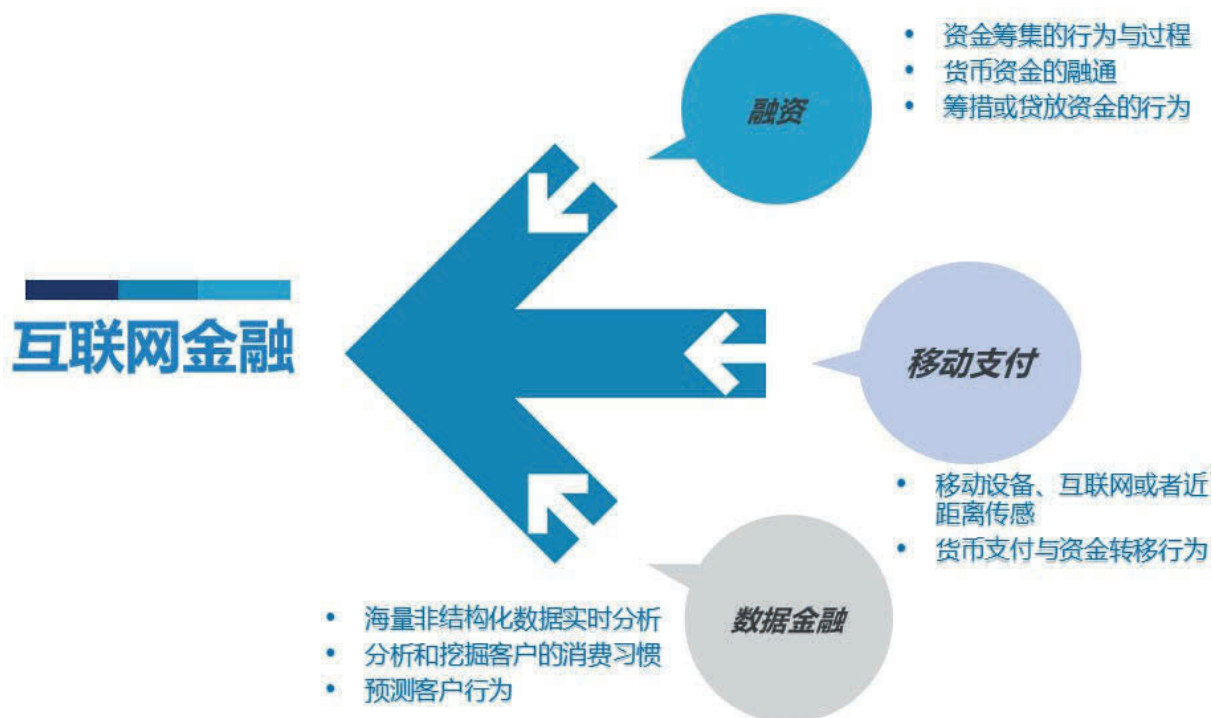 融资
• 资金筹集的行为与过程
• 货币资金的融通
• 筹措或贷放资金的行为
互联网金融
移动支付
• 移动设备、互联网或者近
距离传感
• 货币支付与资金转移行为
数据金融
• 海量非结构化数据实时分析
• 分析和挖掘客户的消费习惯
• 预测客户行为